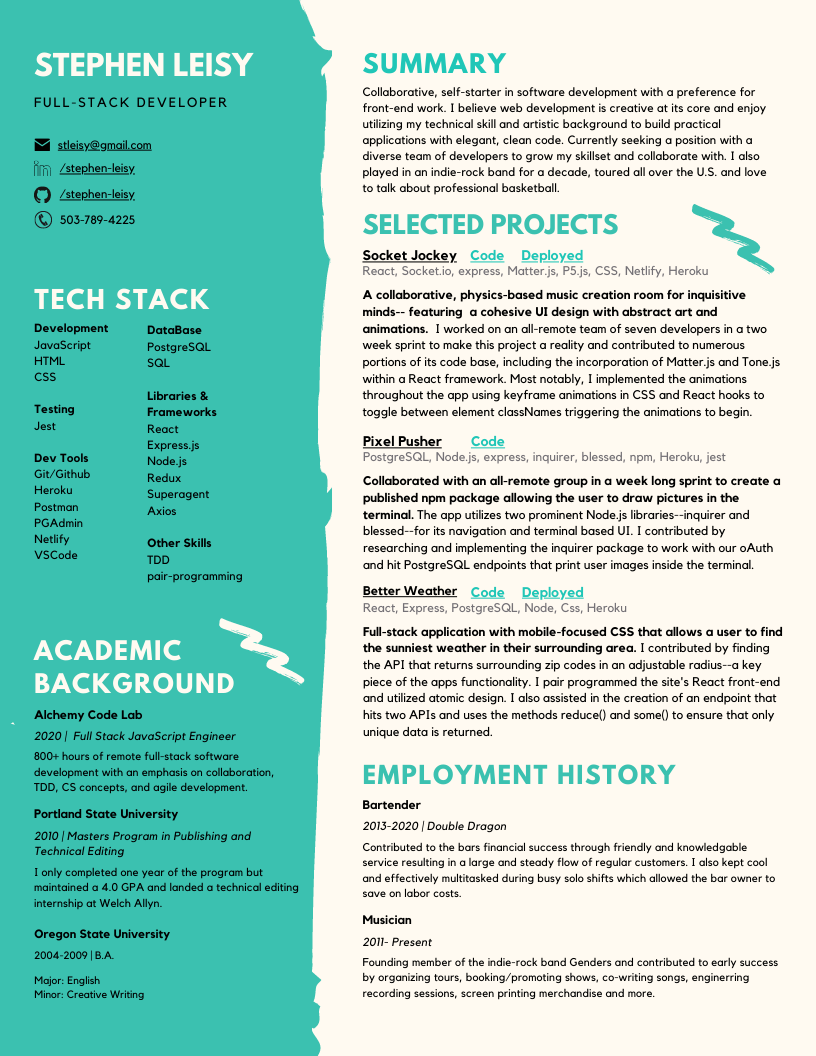 STEPHEN LEISY
FULL-STACK DEVELOPER
stleisy@gmail.com
/stephen-leisy
/stephen-leisy
503-789-4225
TECH STACK
Development
JavaScript
HTML
CSS
Testing
Jest
Dev Tools
Git/Github
Heroku
Postman
PGAdmin
Netlify
VSCode
DataBase
PostgreSQL
SQL
Libraries &
Frameworks
React
Express.js
Node.js
Redux
Superagent
Axios
Other Skills
TDD
pair-programming
ACADEMIC
BACKGROUND
Alchemy Code Lab
2020 | Full Stack JavaScript Engineer
800+ hours of remote full-stack software
development with an emphasis on collaboration,
TDD, CS concepts, and agile development.
Portland State University
2010 | Masters Program in Publishing and
Technical Editing
I only completed one year of the program but
maintained a 4.0 GPA and landed a technical editing
internship at Welch Allyn.
Oregon State University
2004-2009 | B.A.
Major: English
Minor: Creative Writing
SUMMARY
Collaborative, self-starter in software development with a preference for
front-end work. I believe web development is creative at its core and enjoy
utilizing my technical skill and artistic background to build practical
applications with elegant, clean code. Currently seeking a position with a
diverse team of developers to grow my skillset and collaborate with. I also
played in an indie-rock band for a decade, toured all over the U.S. and love
to talk about professional basketball.
SELECTED PROJECTS
Socket Jockey Code Deployed
React, Socket.io, express, Matter.js, P5.js, CSS, Netlify, Heroku
A collaborative, physics-based music creation room for inquisitive
minds-- featuring a cohesive UI design with abstract art and
animations. I worked on an all-remote team of seven developers in a two
week sprint to make this project a reality and contributed to numerous
portions of its code base, including the incorporation of Matter.js and Tone.js
within a React framework. Most notably, I implemented the animations
throughout the app using keyframe animations in CSS and React hooks to
toggle between element classNames triggering the animations to begin.
Pixel Pusher Code
PostgreSQL, Node.js, express, inquirer, blessed, npm, Heroku, jest
Collaborated with an all-remote group in a week long sprint to create a
published npm package allowing the user to draw pictures in the
terminal. The app utilizes two prominent Node.js libraries--inquirer and
blessed--for its navigation and terminal based UI. I contributed by
researching and implementing the inquirer package to work with our oAuth
and hit PostgreSQL endpoints that print user images inside the terminal.
Better Weather Code Deployed
React, Express, PostgreSQL, Node, Css, Heroku
Full-stack application with mobile-focused CSS that allows a user to find
the sunniest weather in their surrounding area. I contributed by finding
the API that returns surrounding zip codes in an adjustable radius--a key
piece of the apps functionality. I pair programmed the site's React front-end
and utilized atomic design. I also assisted in the creation of an endpoint that
hits two APIs and uses the methods reduce() and some() to ensure that only
unique data is returned.
EMPLOYMENT HISTORY
Bartender
2013-2020 | Double Dragon
Contributed to the bars financial success through friendly and knowledgable
service resulting in a large and steady flow of regular customers. I also kept cool
and effectively multitasked during busy solo shifts which allowed the bar owner to
save on labor costs.
Musician
2011- Present
Founding member of the indie-rock band Genders and contributed to early success
by organizing tours, booking/promoting shows, co-writing songs, enginerring
recording sessions, screen printing merchandise and more.